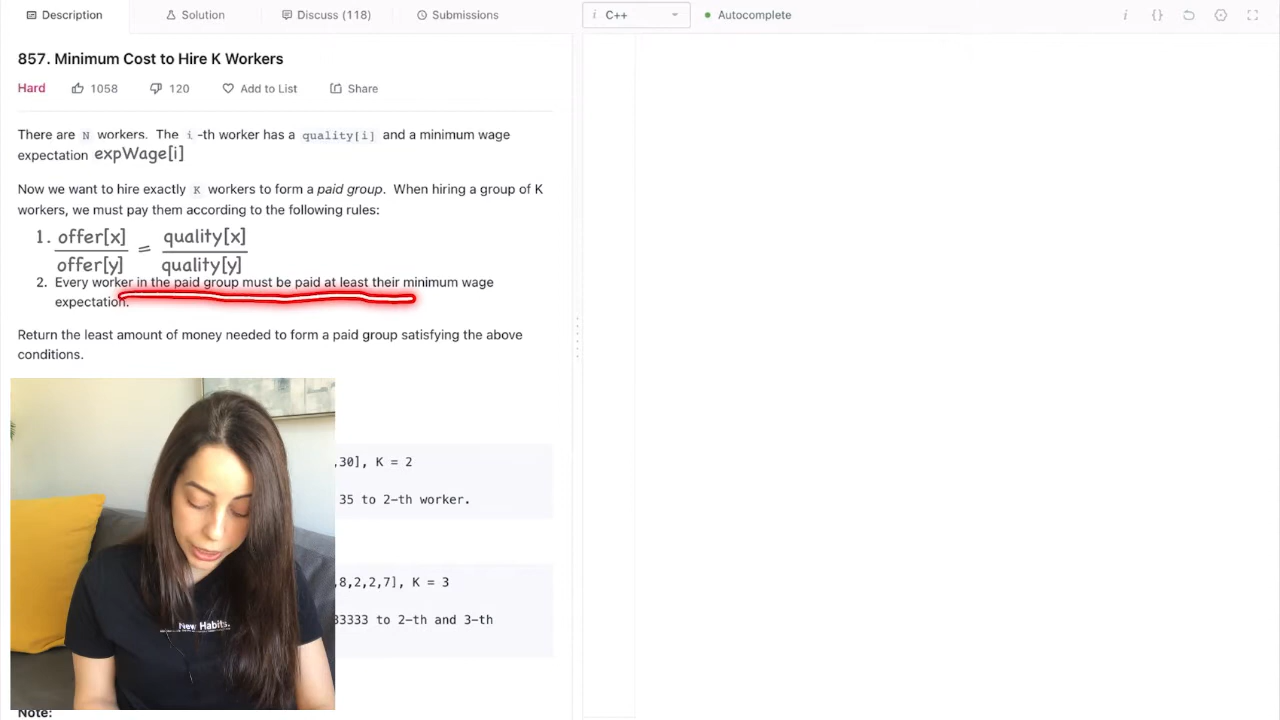 Description Solution Discuss (118) Submissions i C++ Autocomplete i {}
857. Minimum Cost to Hire K Workers
Hard 1058 120 Add to List Share
There are N workers. The i -th worker has a quality[i] and a minimum wage
expectation expWage[i]
Now we want to hire exactly K workers to form a paid group. When hiring a group of K
workers, we must pay them according to the following rules:
1. offer[x] = quality[x]
offer[y] quality[y]
2. Every worker in the paid group must be paid at least their minimum wage
expectation.
Return the least amount of money needed to form a paid group satisfying the above
conditions.
,30], K = 2
35 to 2-th worker.
,8,2,2,7], K = 3
33333 to 2-th and 3-th
New Habits.
Note: